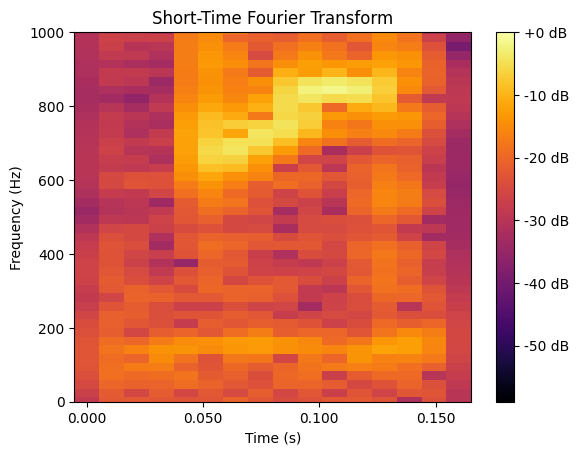 Short-Time Fourier Transform
1000
800
600
400
200
0
Frequency (Hz)
0.000
0.050
0.100
0.150
Time (s)
+0 dB
-10 dB
-20 dB
-30 dB
-40 dB
-50 dB